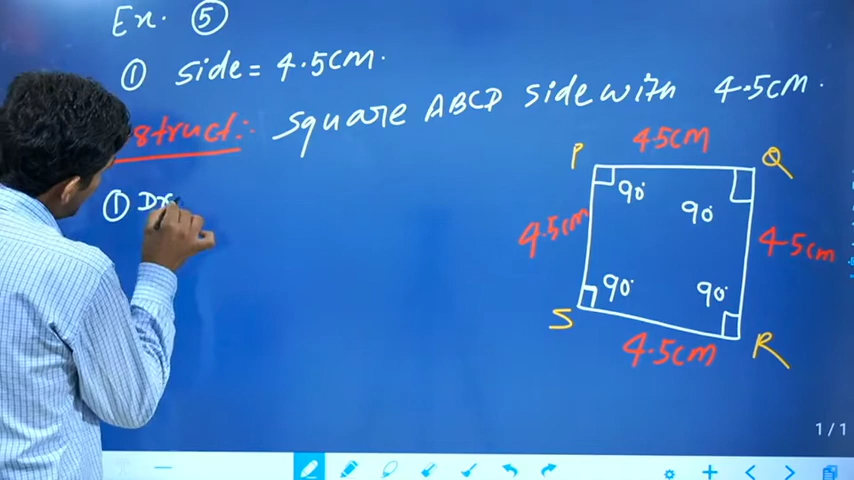 Ex. ⑤
① side = 4.5cm.
struct:- square ABCD side with 4.5cm.
4.5cm
P Q
90° 90°
4.5cm 4.5cm
90° 90°
S R
4.5cm
① Dr
1/1